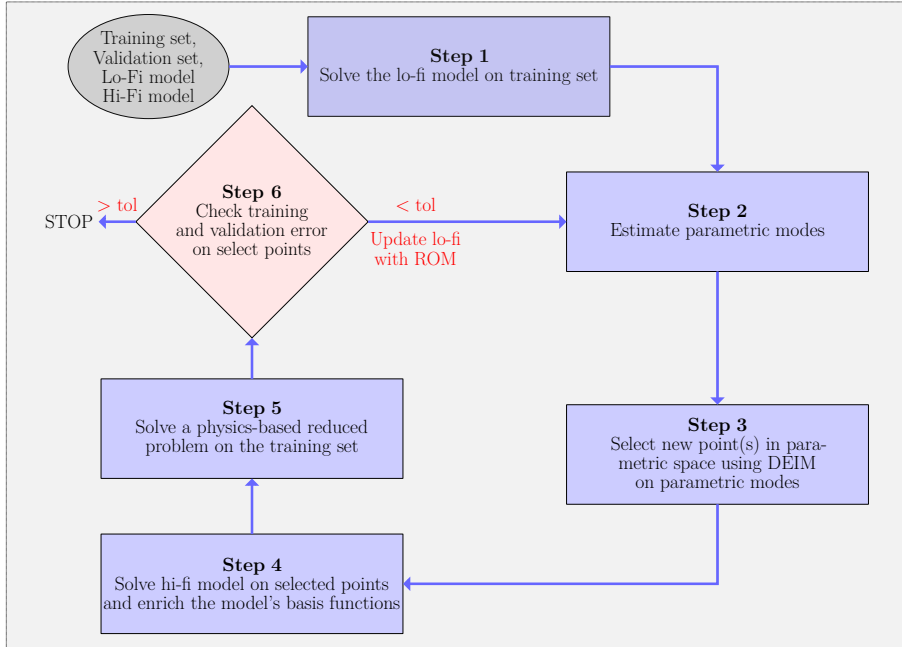 Training set,
Validation set,
Lo-Fi model
Hi-Fi model
Step 1
Solve the lo-fi model on training set
Step 2
Estimate parametric modes
Step 3
Select new point(s) in para-
metric space using DEIM
on parametric modes
Step 4
Solve hi-fi model on selected points
and enrich the model's basis functions
Step 5
Solve a physics-based reduced
problem on the training set
Step 6
Check training
and validation error
on select points
> tol
STOP
< tol
Update lo-fi
with ROM